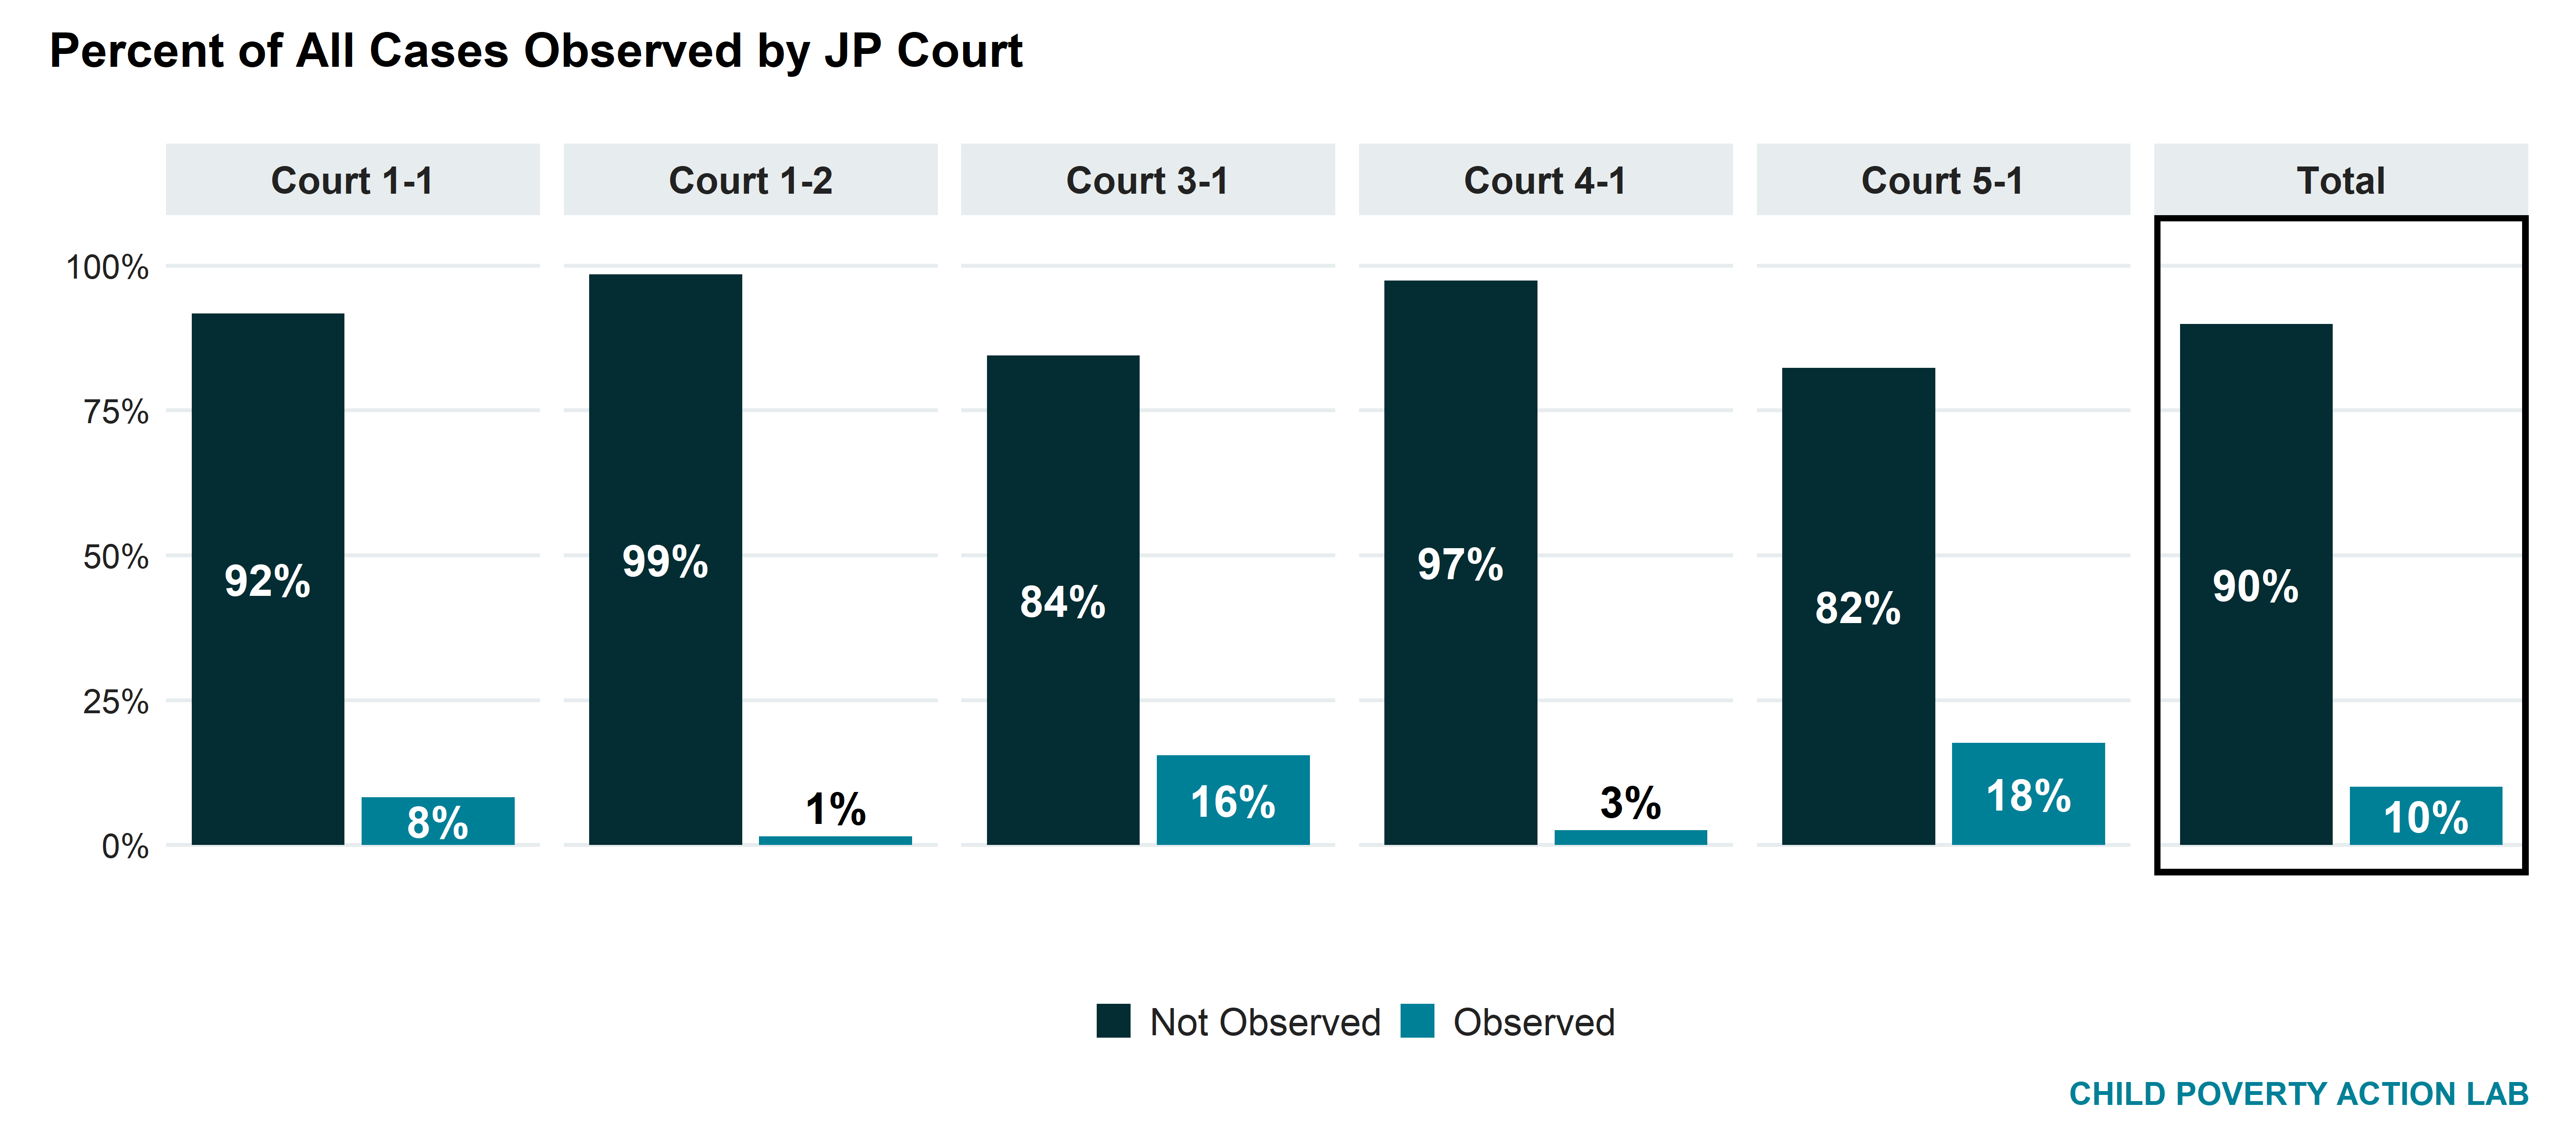 Percent of All Cases Observed by JP Court
Court 1-1
Court 1-2
Court 3-1
Court 4-1
Court 5-1
Total
100%
75%
50%
25%
0%
92%
8%
99%
1%
84%
16%
97%
3%
82%
18%
90%
10%
Not Observed
Observed
CHILD POVERTY ACTION LAB